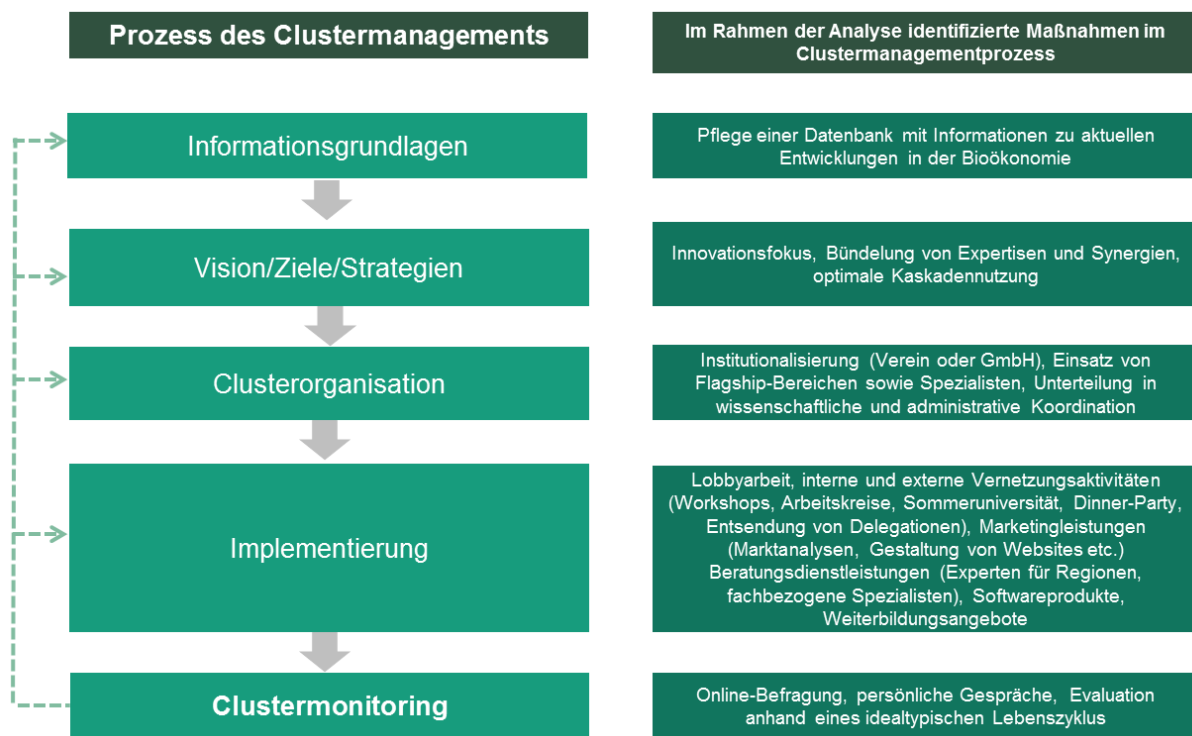 Prozess des Clustermanagements
Im Rahmen der Analyse identifizierte Maßnahmen im
Clustermanagementprozess
Informationsgrundlagen
Pflege einer Datenbank mit Informationen zu aktuellen
Entwicklungen in der Bioökonomie
Vision/Ziele/Strategien
Innovationsfokus, Bündelung von Expertisen und Synergien,
optimale Kaskadennutzung
Clusterorganisation
Institutionalisierung (Verein oder GmbH), Einsatz von
Flagship-Bereichen sowie Spezialisten, Unterteilung in
wissenschaftliche und administrative Koordination
Implementierung
Lobbyarbeit, interne und externe Vernetzungsaktivitäten
(Workshops, Arbeitskreise, Sommeruniversität, Dinner-Party,
Entsendung von Delegationen), Marketingleistungen
(Marktanalysen, Gestaltung von Websites etc.)
Beratungsdienstleistungen (Experten für Regionen,
fachbezogene Spezialisten), Softwareprodukte,
Weiterbildungsangebote
Clustermonitoring
Online-Befragung, persönliche Gespräche, Evaluation
anhand eines idealtypischen Lebenszyklus